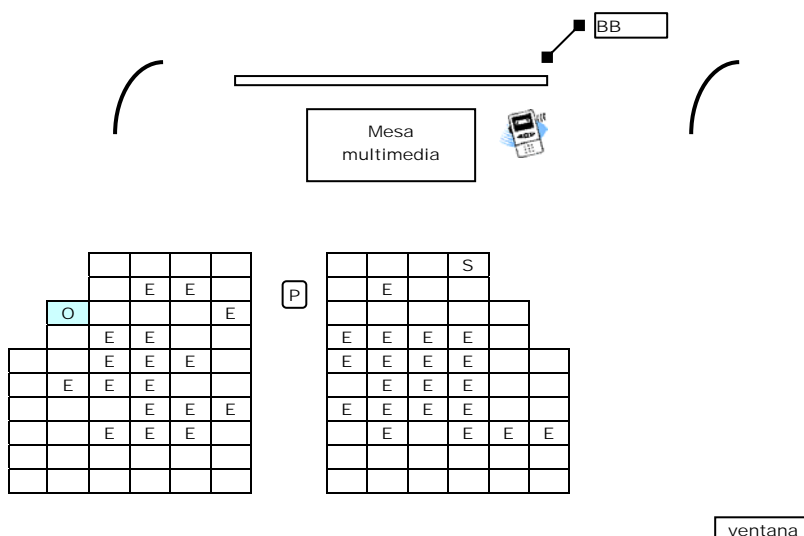 BB
Mesa
multimedia
S
E E P E
O E
E E E E E E
E E E E E E E
E E E E E E
E E E E E E E
E E E E E E E
ventana